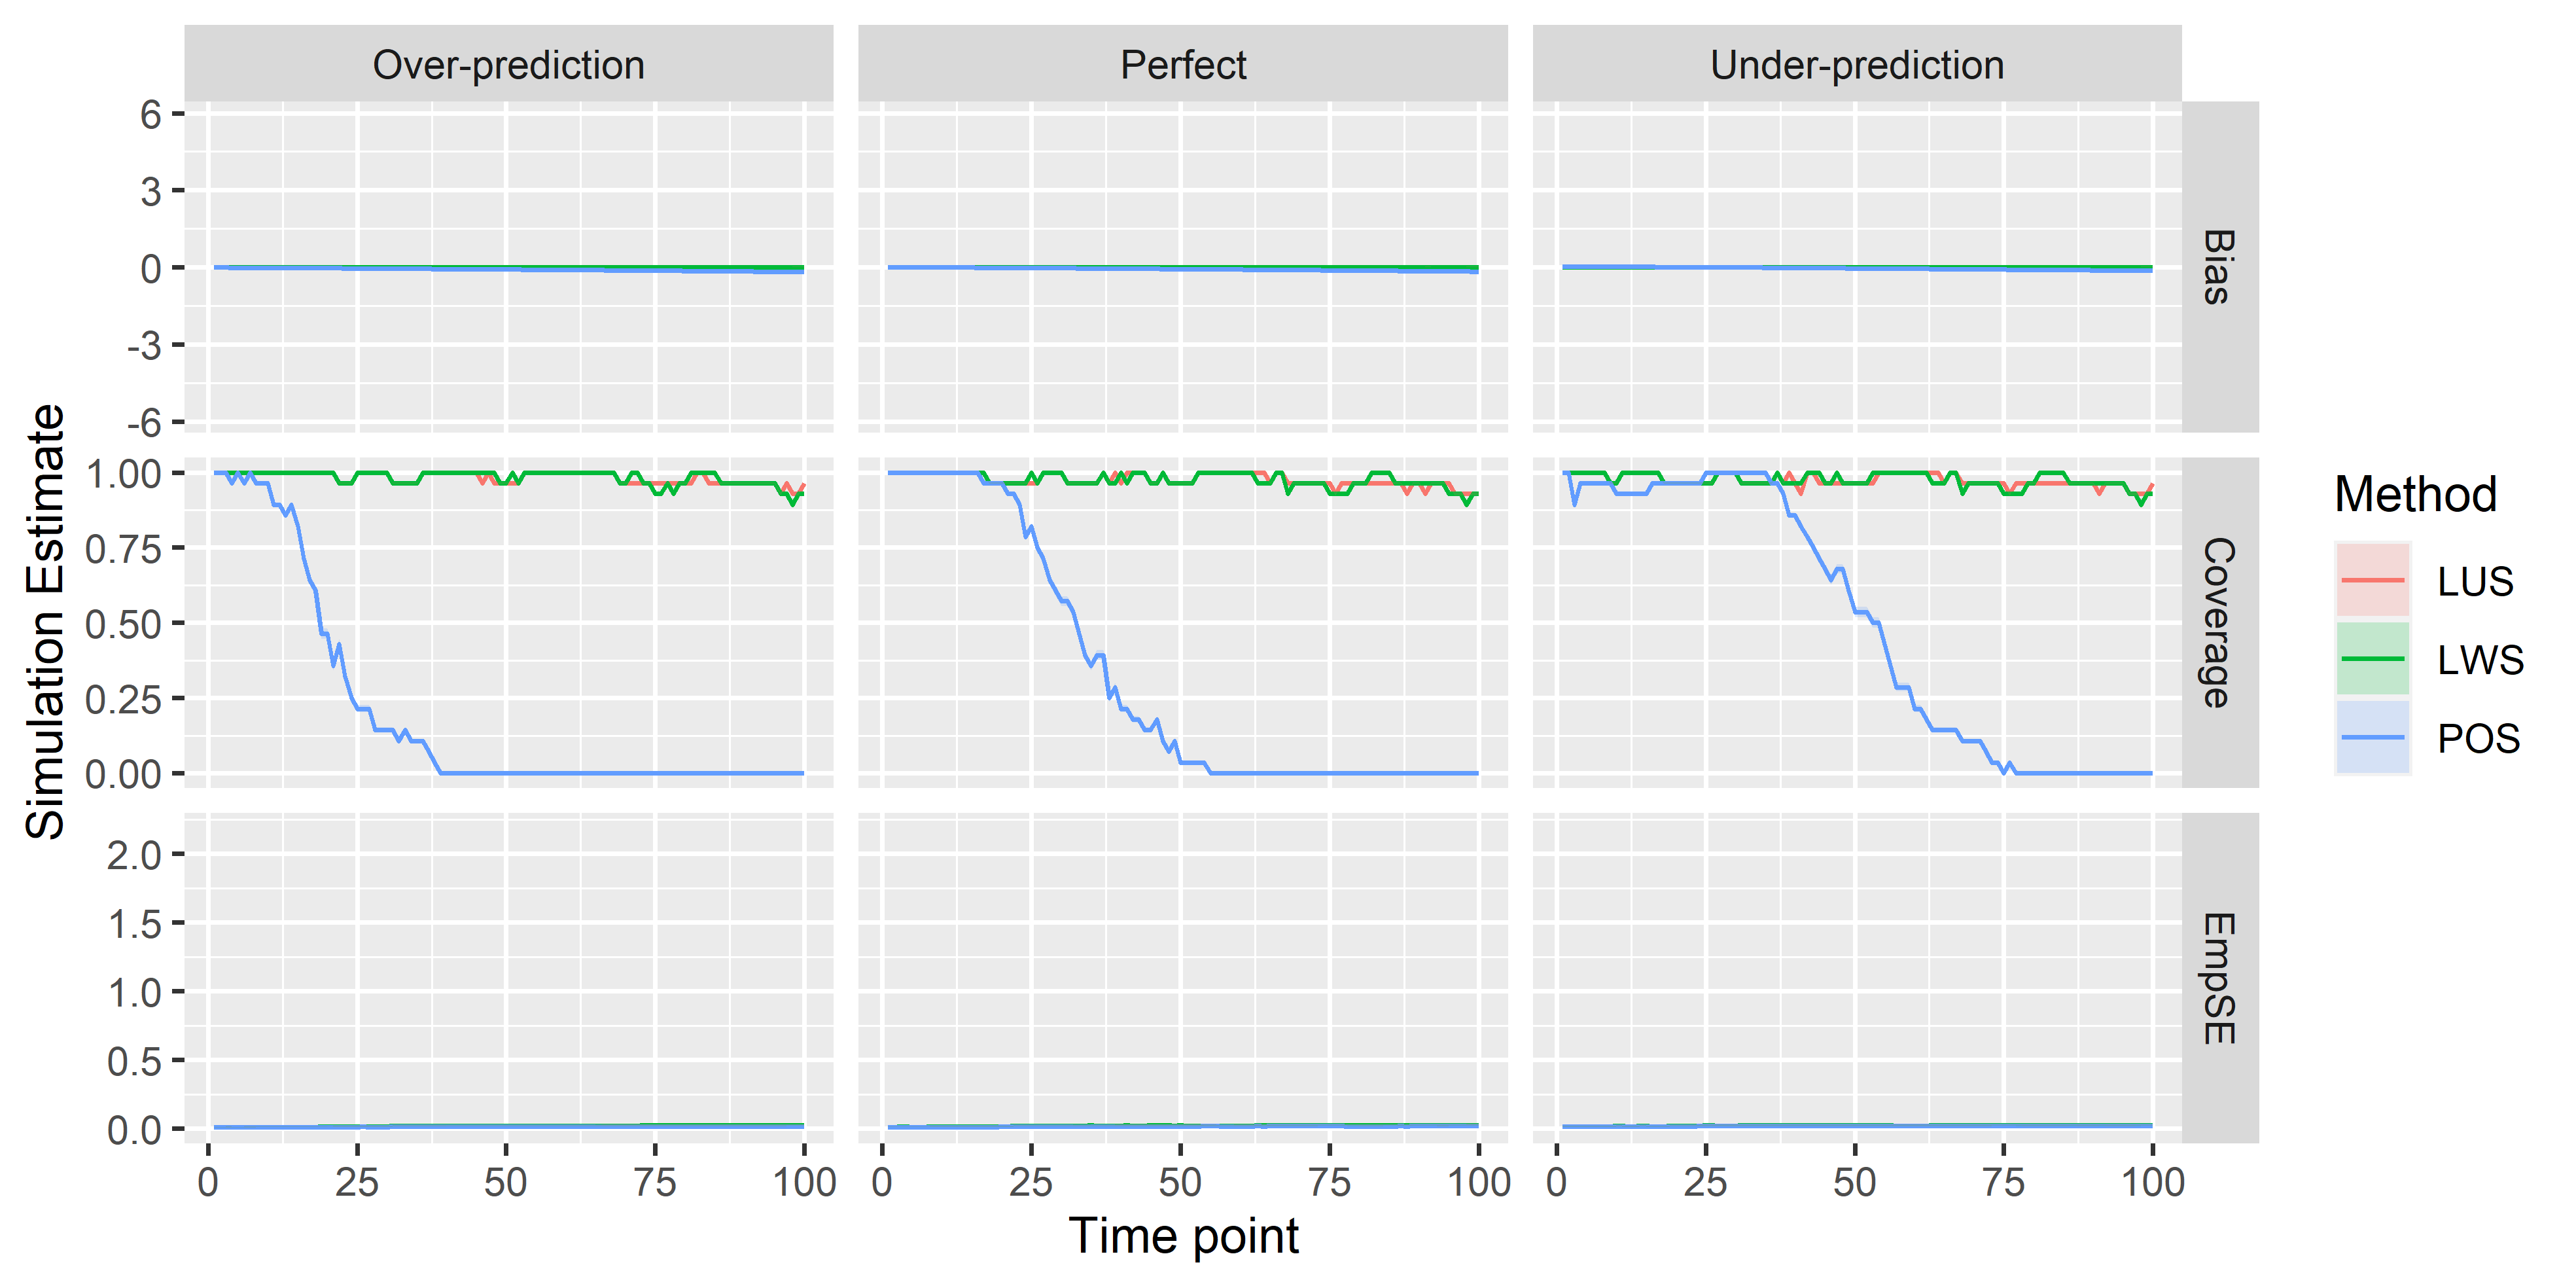 Over-prediction Perfect Under-prediction
6
3
0
-3
-6
Bias
1.00
0.75
0.50
0.25
0.00
Coverage
2.0
1.5
1.0
0.5
0.0
EmpSE
0 25 50 75 100 0 25 50 75 100 0 25 50 75 100
Time point
Simulation Estimate
Method
LUS
LWS
POS